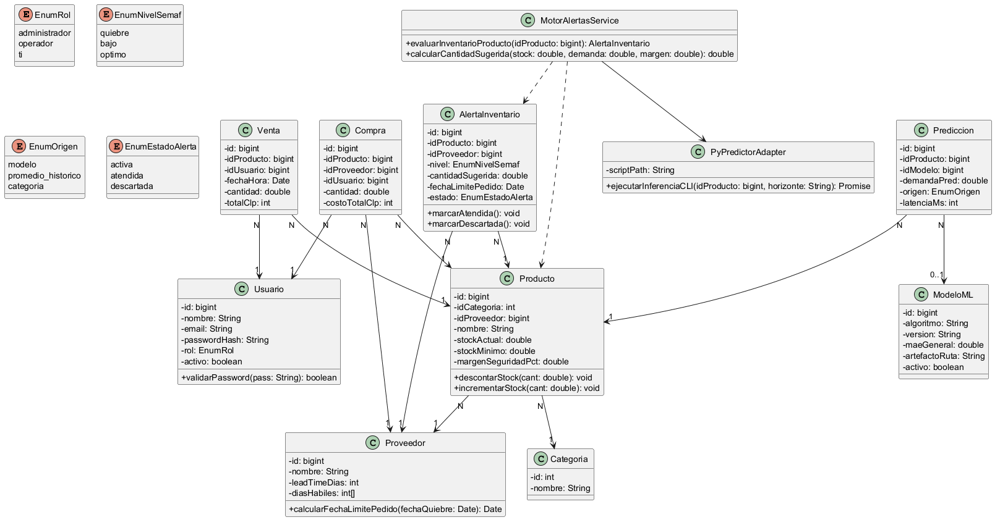 E EnumRol
administrador
operador
ti
E EnumNivelSemaf
quiebre
bajo
optimo
C MotorAlertasService
+evaluarInventarioProducto(idProducto: bigint): AlertaInventario
+calcularCantidadSugerida(stock: double, demanda: double, margen: double): double
E EnumOrigen
modelo
promedio_historico
categoria
E EnumEstadoAlerta
activa
atendida
descartada
C Venta
-id: bigint
-idProducto: bigint
-idUsuario: bigint
-fechaHora: Date
-cantidad: double
-totalClp: int
C Compra
-id: bigint
-idProducto: bigint
-idProveedor: bigint
-idUsuario: bigint
-cantidad: double
-costoTotalClp: int
C AlertaInventario
-id: bigint
-idProducto: bigint
-idProveedor: bigint
-nivel: EnumNivelSemaf
-cantidadSugerida: double
-fechaLimitePedido: Date
-estado: EnumEstadoAlerta
+marcarAtendida(): void
+marcarDescartada(): void
C PyPredictorAdapter
-scriptPath: String
+ejecutarInferenciaCLI(idProducto: bigint, horizonte: String): Promise
C Prediccion
-id: bigint
-idProducto: bigint
-idModelo: bigint
-demandaPred: double
-origen: EnumOrigen
-latenciaMs: int
N
N
N
N
N
N
N
N
N
1
1
1
1
1
1
0..1
C Usuario
-id: bigint
-nombre: String
-email: String
-passwordHash: String
-rol: EnumRol
-activo: boolean
+validarPassword(pass: String): boolean
C Producto
-id: bigint
-idCategoria: int
-idProveedor: bigint
-nombre: String
-stockActual: double
-stockMinimo: double
-margenSeguridadPct: double
+descontarStock(cant: double): void
+incrementarStock(cant: double): void
C ModeloML
-id: bigint
-algoritmo: String
-version: String
-maeGeneral: double
-artefactoRuta: String
-activo: boolean
N
N
1
1
1
1
C Proveedor
-id: bigint
-nombre: String
-leadTimeDias: int
-diasHabiles: int[]
+calcularFechaLimitePedido(fechaQuiebre: Date): Date
C Categoria
-id: int
-nombre: String